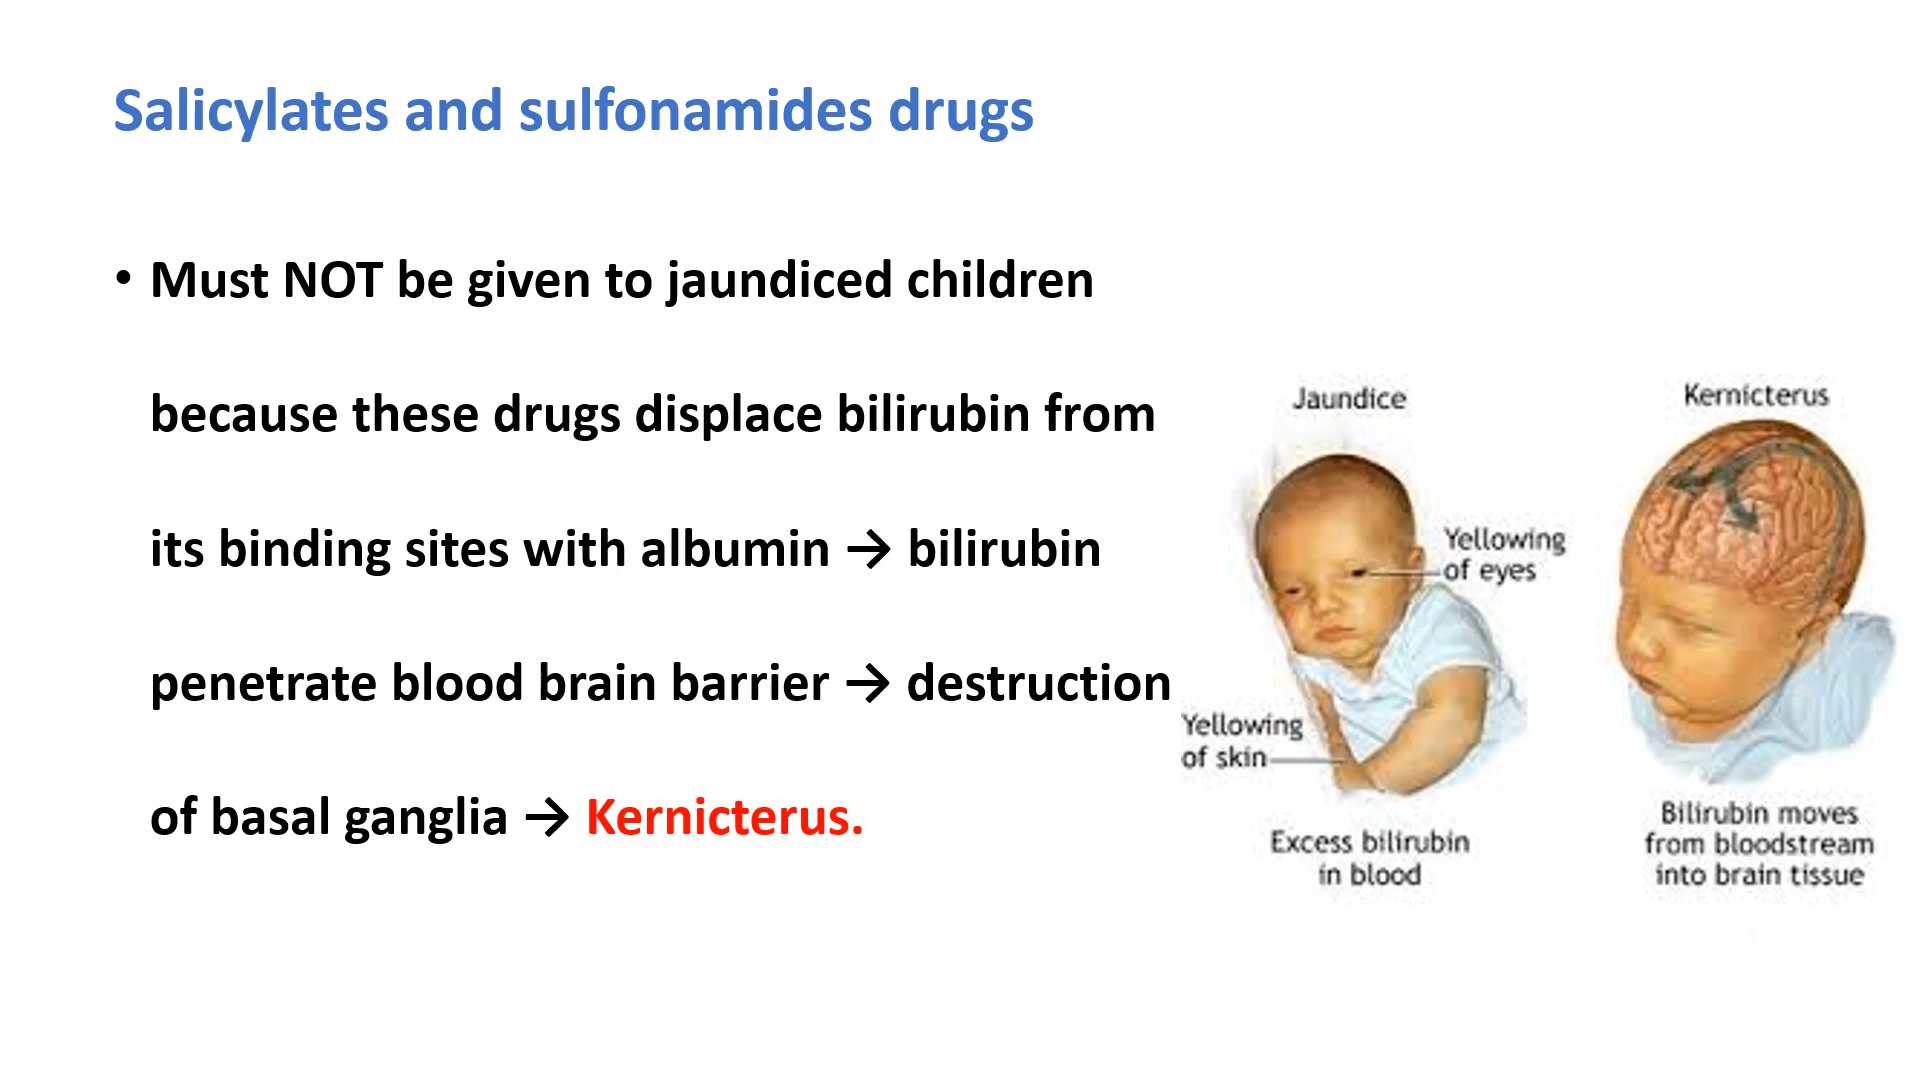 Salicylates and sulfonamides drugs
• Must NOT be given to jaundiced children
because these drugs displace bilirubin from
its binding sites with albumin → bilirubin
penetrate blood brain barrier → destruction
of basal ganglia → Kernicterus.
Jaundice
Yellowing
of eyes
Yellowing
of skin
Excess bilirubin
in blood
Kernicterus
Bilirubin moves
from bloodstream
into brain tissue